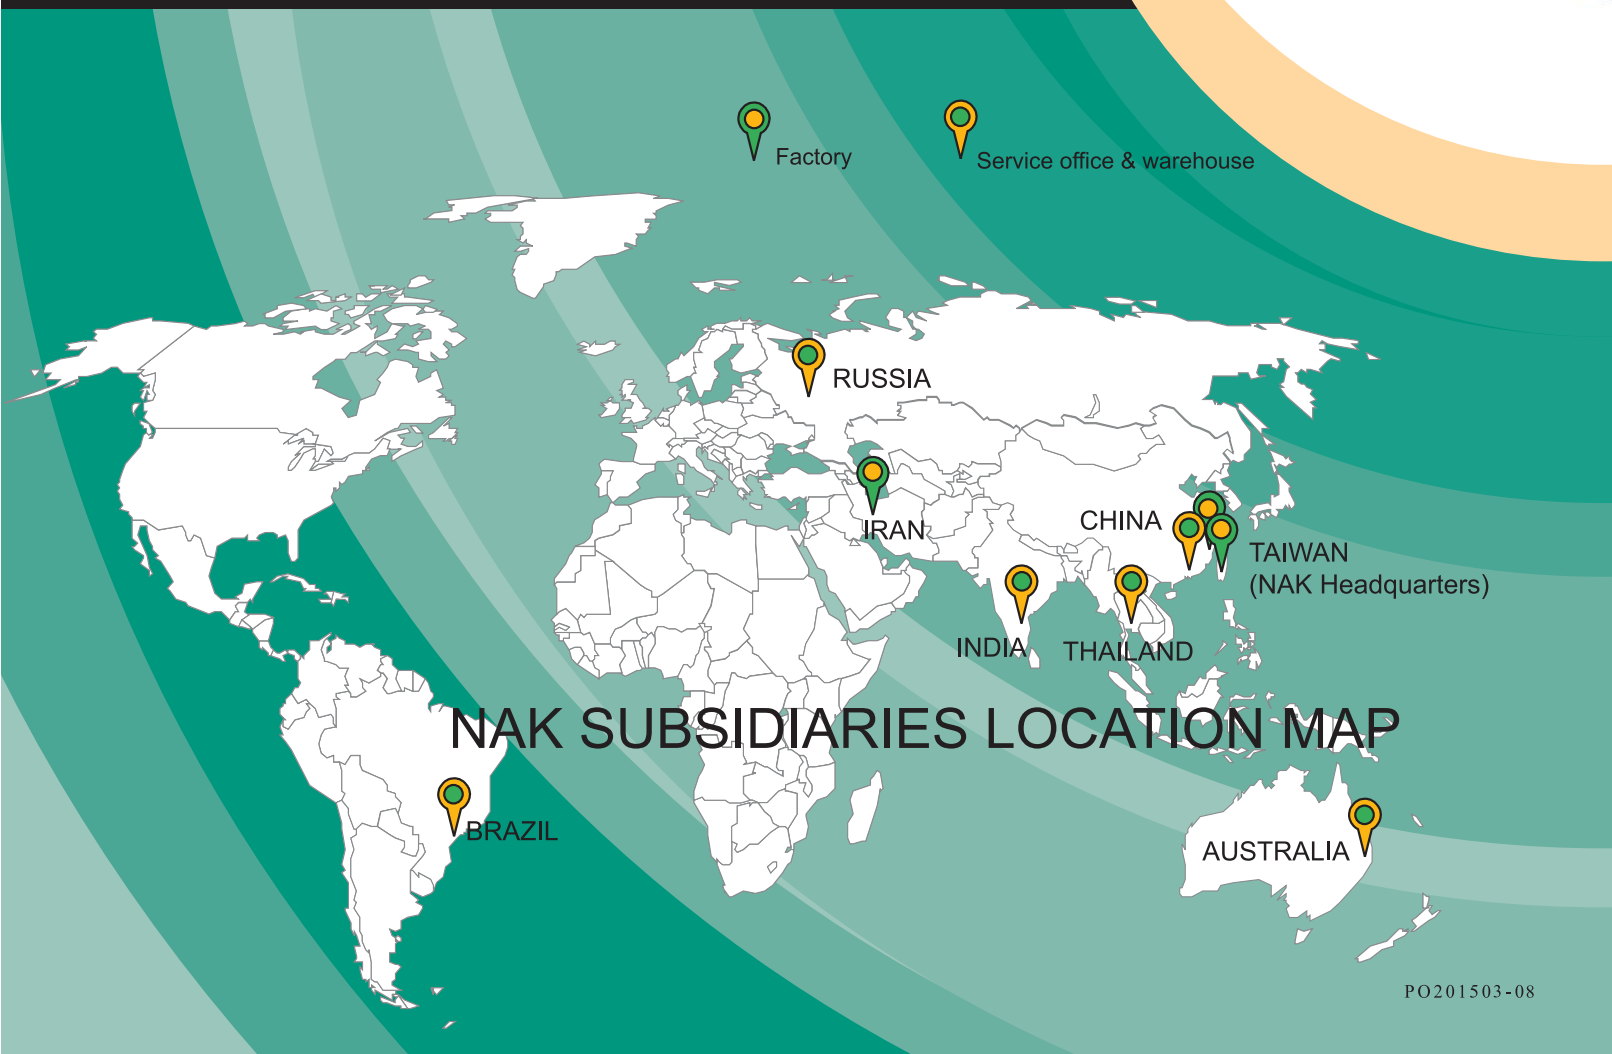 Factory
Service office & warehouse
RUSSIA
IRAN
CHINA
TAIWAN
(NAK Headquarters)
INDIA
THAILAND
NAK SUBSIDIARIES LOCATION MAP
BRAZIL
AUSTRALIA
PO201503-08